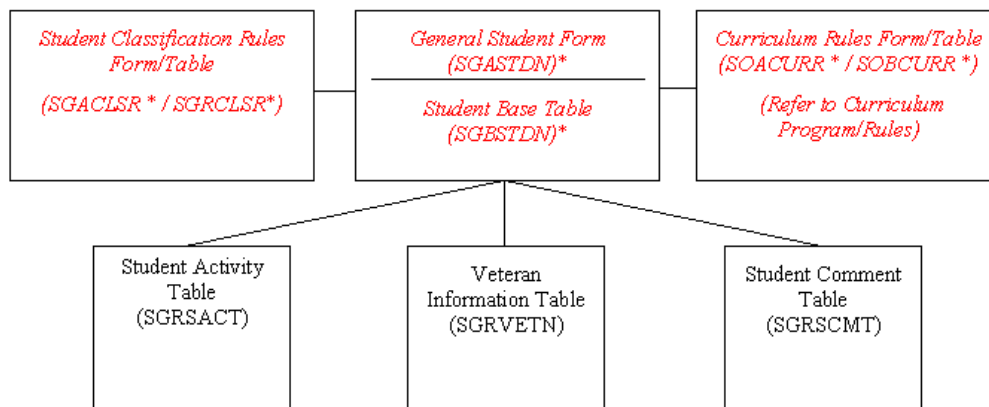 Student Classification Rules
Form/Table
(SGACLSR * / SGRCLSR*)
General Student Form
(SGASTDN)*
Student Base Table
(SGBSTDN)*
Curriculum Rules Form/Table
(SOACURR * / SOBCURR *)
(Refer to Curriculum
Program/Rules)
Student Activity
Table
(SGRSACT)
Veteran
Information Table
(SGRVETN)
Student Comment
Table
(SGRSCMT)